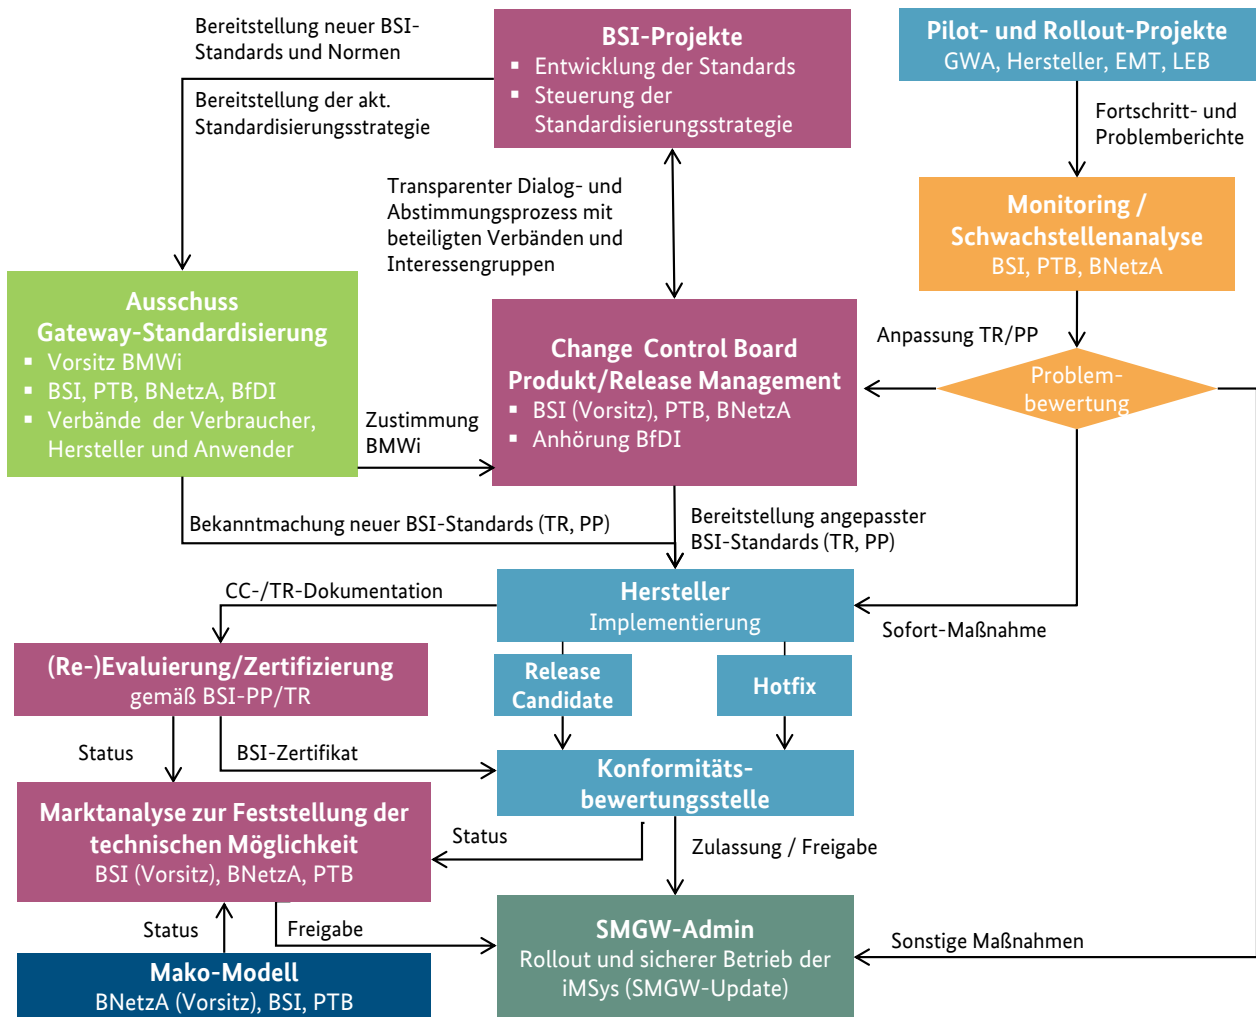 Bereitstellung neuer BSI-
Standards und Normen
Bereitstellung der akt.
Standardisierungsstrategie
BSI-Projekte
▪ Entwicklung der Standards
▪ Steuerung der
Standardisierungsstrategie
Pilot- und Rollout-Projekte
GWA, Hersteller, EMT, LEB
Fortschritt- und
Problemberichte
Transparenter Dialog- und
Abstimmungsprozess mit
beteiligten Verbänden und
Interessengruppen
Monitoring /
Schwachstellenanalyse
BSI, PTB, BNetzA
Ausschuss
Gateway-Standardisierung
▪ Vorsitz BMWi
▪ BSI, PTB, BNetzA, BfDI
▪ Verbände der Verbraucher,
Hersteller und Anwender
Zustimmung
BMWi
Change Control Board
Produkt/Release Management
▪ BSI (Vorsitz), PTB, BNetzA
▪ Anhörung BfDI
Anpassung TR/PP
Problem-
bewertung
Bekanntmachung neuer BSI-Standards (TR, PP)
Bereitstellung angepasster
BSI-Standards (TR, PP)
CC-/TR-Dokumentation
Hersteller
Implementierung
Sofort-Maßnahme
(Re-)Evaluierung/Zertifizierung
gemäß BSI-PP/TR
Release
Candidate
Hotfix
Status
BSI-Zertifikat
Konformitäts-
bewertungsstelle
Marktanalyse zur Feststellung der
technischen Möglichkeit
BSI (Vorsitz), BNetzA, PTB
Status
Zulassung / Freigabe
Status
Freigabe
SMGW-Admin
Rollout und sicherer Betrieb der
iMSys (SMGW-Update)
Sonstige Maßnahmen
Mako-Modell
BNetzA (Vorsitz), BSI, PTB